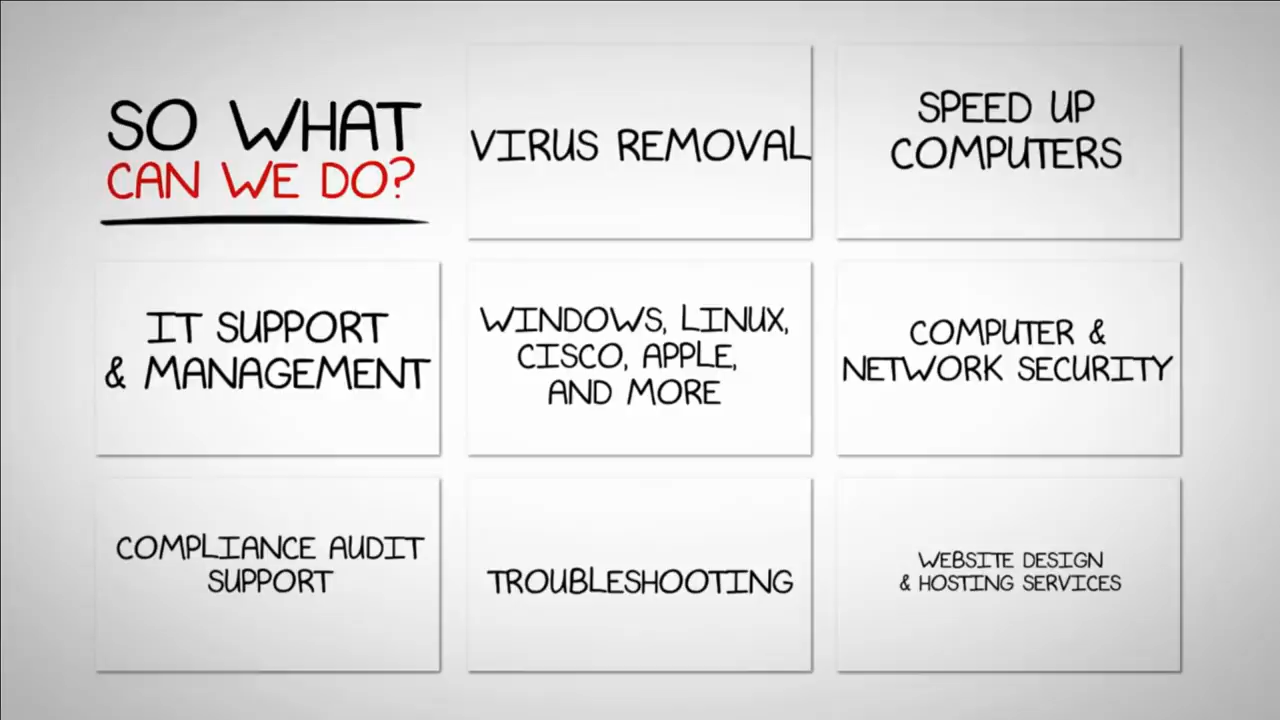 SO WHAT
CAN WE DO?
VIRUS REMOVAL
SPEED UP
COMPUTERS
IT SUPPORT
& MANAGEMENT
WINDOWS, LINUX,
CISCO, APPLE,
AND MORE
COMPUTER &
NETWORK SECURITY
COMPLIANCE AUDIT
SUPPORT
TROUBLESHOOTING
WEBSITE DESIGN
& HOSTING SERVICES